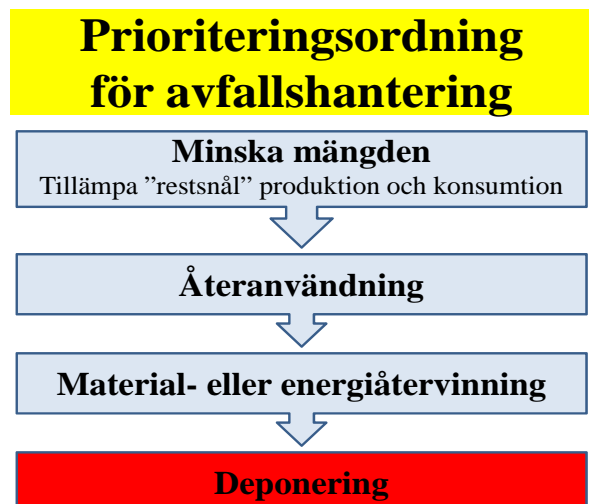 Prioriteringsordning
för avfallshantering
Minska mängden
Tillämpa ”restsnål” produktion och konsumtion
Återanvändning
Material- eller energiåtervinning
Deponering